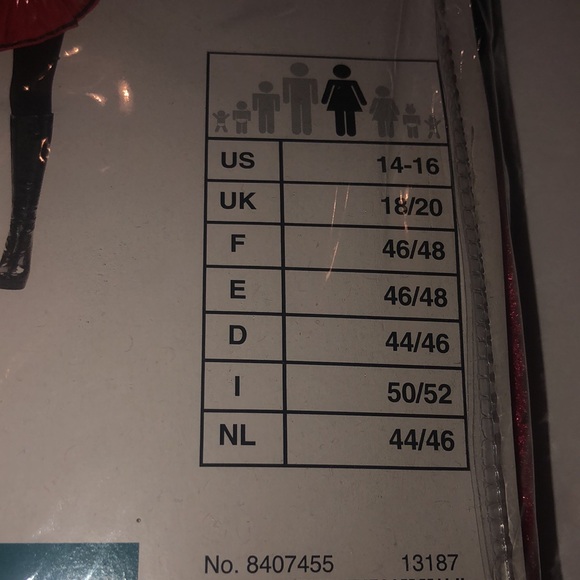 US 14-16
UK 18/20
F 46/48
E 46/48
D 44/46
I 50/52
NL 44/46
No. 8407455 13187